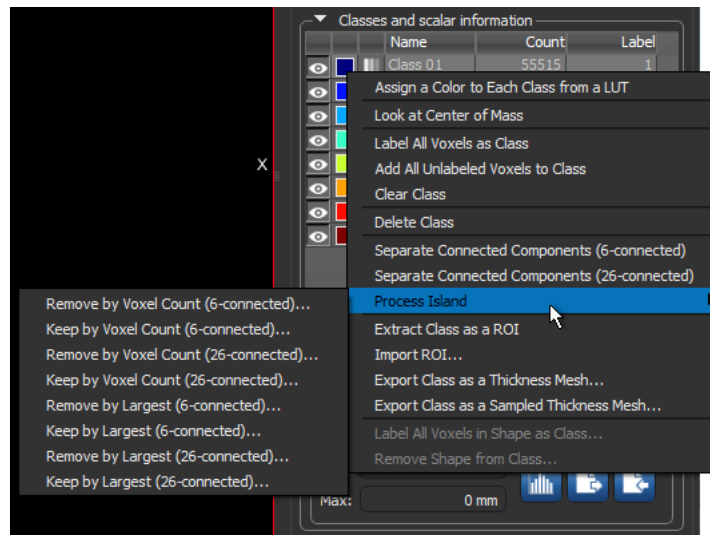 Classes and scalar information
Name Count Label
Class 01 55515 1
Assign a Color to Each Class from a LUT
Look at Center of Mass
Label All Voxels as Class
X
Add All Unlabeled Voxels to Class
Clear Class
Delete Class
Separate Connected Components (6-connected)
Separate Connected Components (26-connected)
Process Island
Extract Class as a ROI
Import ROI...
Export Class as a Thickness Mesh...
Export Class as a Sampled Thickness Mesh...
Label All Voxels in Shape as Class...
Remove Shape from Class...
Remove by Voxel Count (6-connected)...
Keep by Voxel Count (6-connected)...
Remove by Voxel Count (26-connected)...
Keep by Voxel Count (26-connected)...
Remove by Largest (6-connected)...
Keep by Largest (6-connected)...
Remove by Largest (26-connected)...
Keep by Largest (26-connected)...
Max: 0 mm